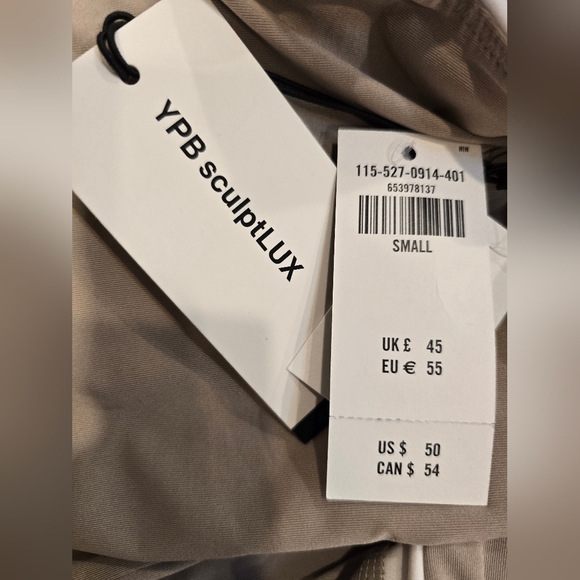 YPB sculptLUX
115-527-0914-401
653978137
SMALL
UK £ 45
EU € 55
US $ 50
CAN $ 54